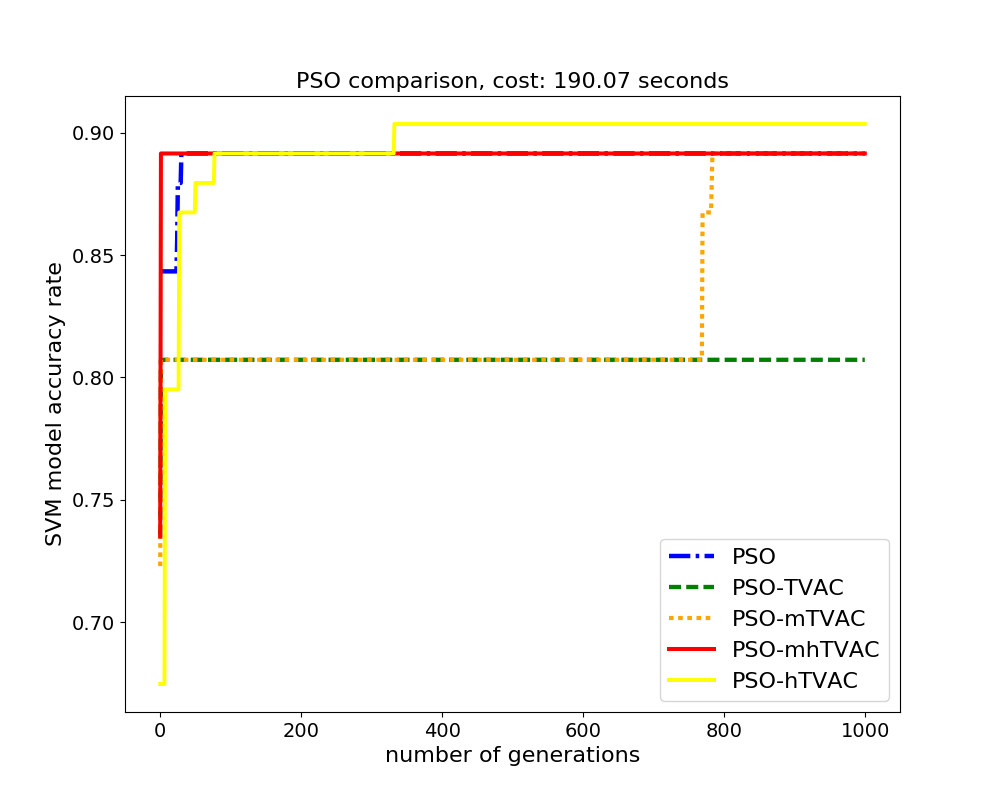 PSO comparison, cost: 190.07 seconds
0.90
0.85
0.80
0.75
0.70
SVM model accuracy rate
0 200 400 600 800 1000
number of generations
PSO
PSO-TVAC
PSO-mTVAC
PSO-mhTVAC
PSO-hTVAC